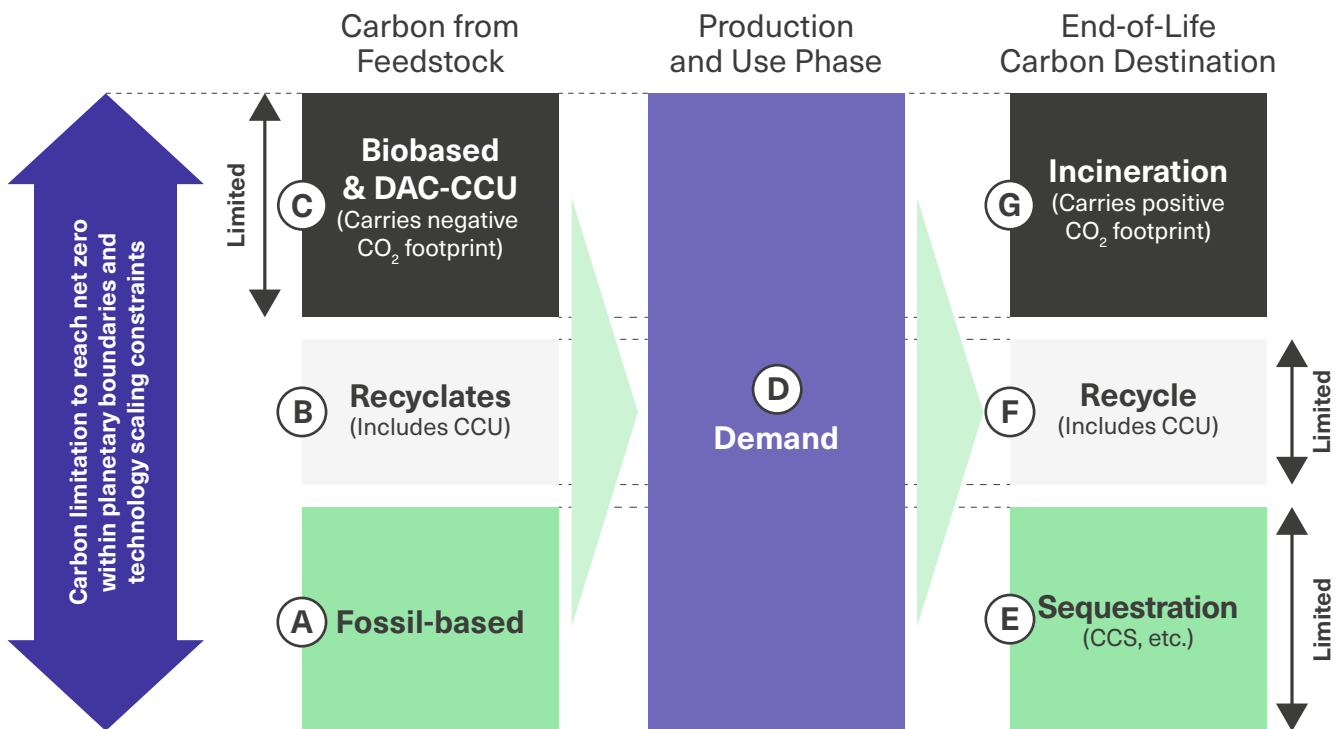 Carbon from
Feedstock
Production
and Use Phase
End-of-Life
Carbon Destination
Carbon limitation to reach net zero
within planetary boundaries and
technology scaling constraints
Limited
C
Biobased
& DAC-CCU
(Carries negative
CO₂ footprint)
B
Recyclates
(Includes CCU)
A
Fossil-based
D
Demand
G
Incineration
(Carries positive
CO₂ footprint)
F
Recycle
(Includes CCU)
Limited
E
Sequestration
(CCS, etc.)
Limited